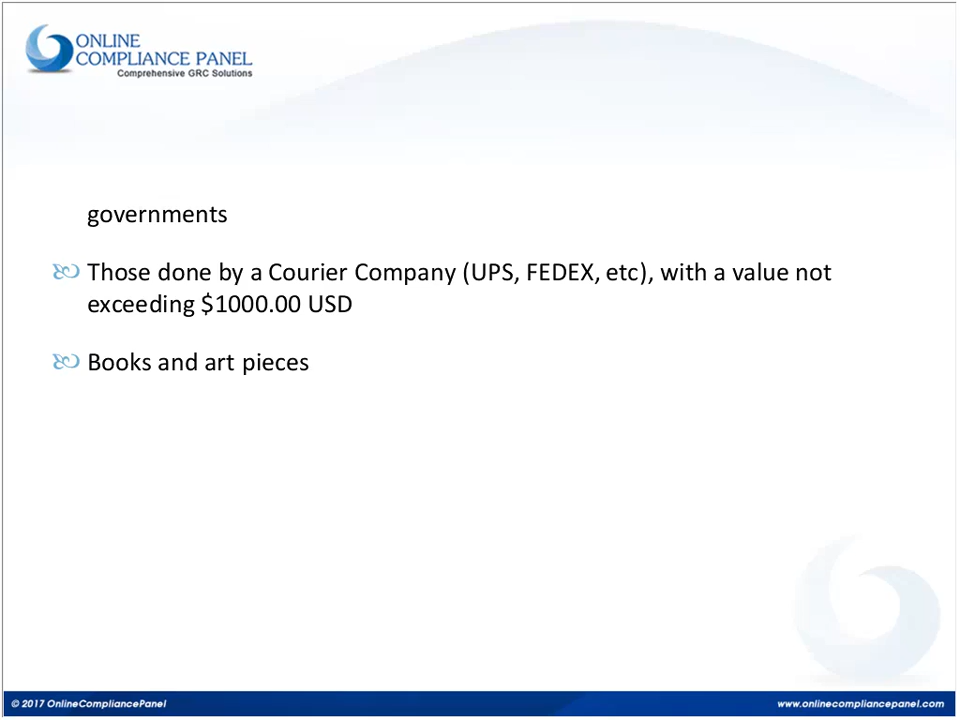 ONLINE
COMPLIANCE PANEL
Comprehensive GRC Solutions
governments
Those done by a Courier Company (UPS, FEDEX, etc), with a value not
exceeding $1000.00 USD
Books and art pieces
© 2017 OnlineCompliancePanel
www.onlinecompliancepanel.com